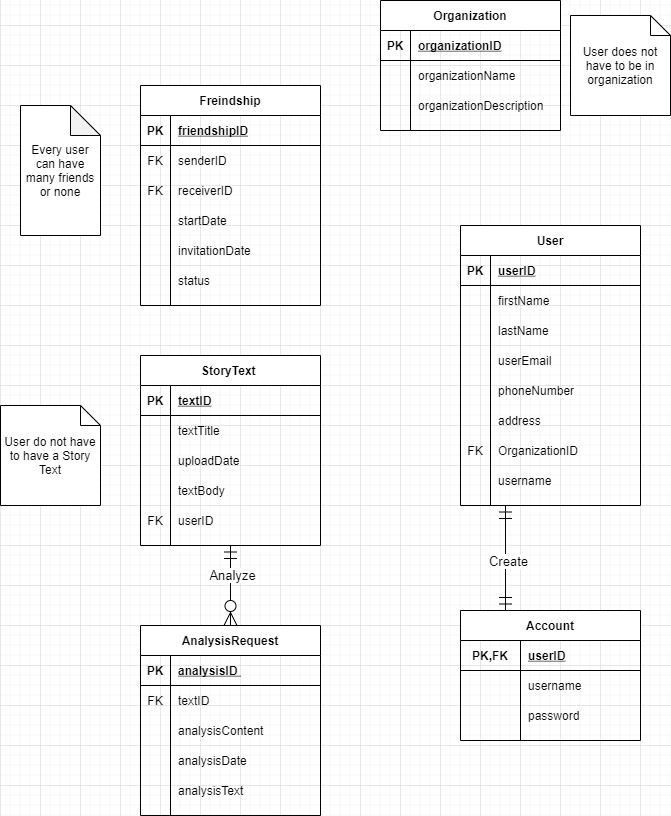 Organization
PK organizationID
organizationName
organizationDescription
User does not
have to be in
organization
Freindship
PK friendshipID
FK senderID
FK receiverID
startDate
invitationDate
status
Every user
can have
many friends
or none
User
PK userID
firstName
lastName
userEmail
phoneNumber
address
FK OrganizationID
username
StoryText
PK textID
textTitle
uploadDate
textBody
FK userID
User do not have
to have a Story
Text
Analyze
Create
AnalysisRequest
PK analysisID
FK textID
analysisContent
analysisDate
analysisText
Account
PK,FK userID
username
password